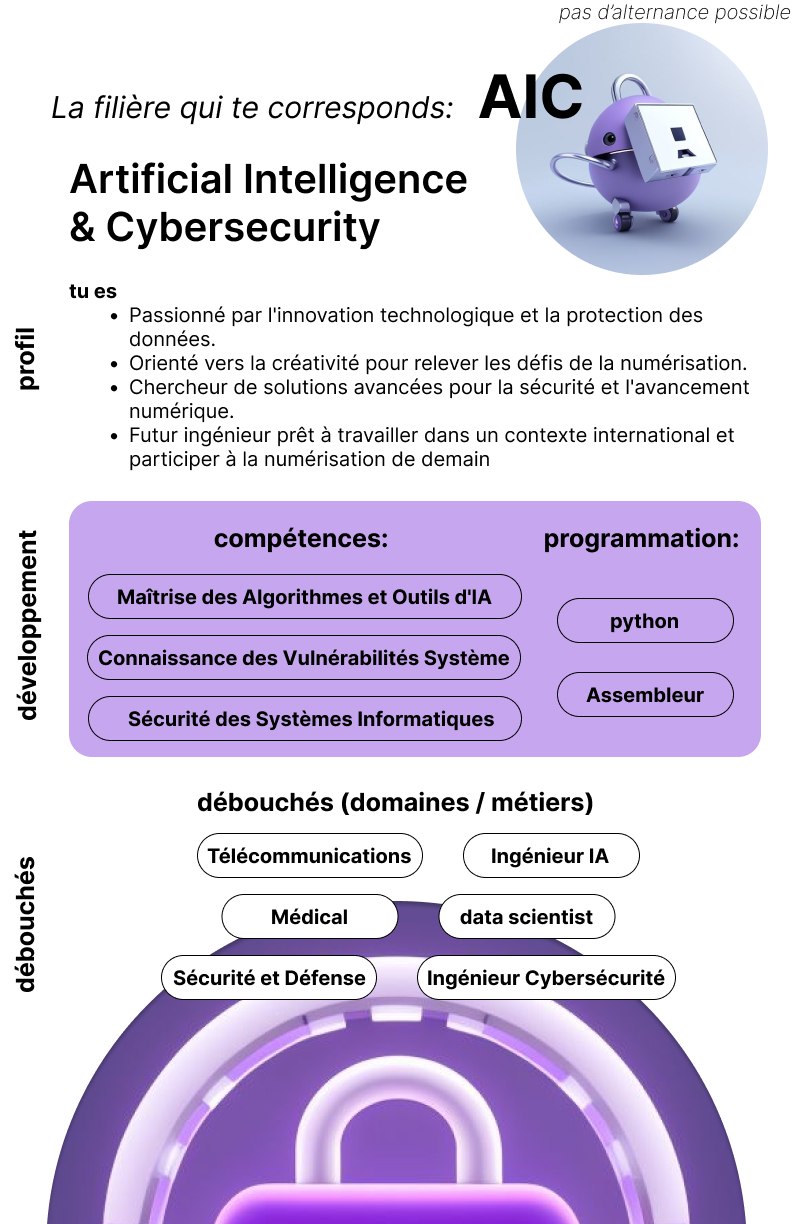 pas d’alternance possible
La filière qui te corresponds: AIC
Artificial Intelligence
& Cybersecurity
profil
tu es
• Passionné par l'innovation technologique et la protection des
données.
• Orienté vers la créativité pour relever les défis de la numérisation.
• Chercheur de solutions avancées pour la sécurité et l'avancement
numérique.
• Futur ingénieur prêt à travailler dans un contexte international et
participer à la numérisation de demain
développement
compétences:
Maîtrise des Algorithmes et Outils d'IA
Connaissance des Vulnérabilités Système
Sécurité des Systèmes Informatiques
programmation:
python
Assembleur
débouchés
débouchés (domaines / métiers)
Télécommunications
Ingénieur IA
Médical
data scientist
Sécurité et Défense
Ingénieur Cybersécurité